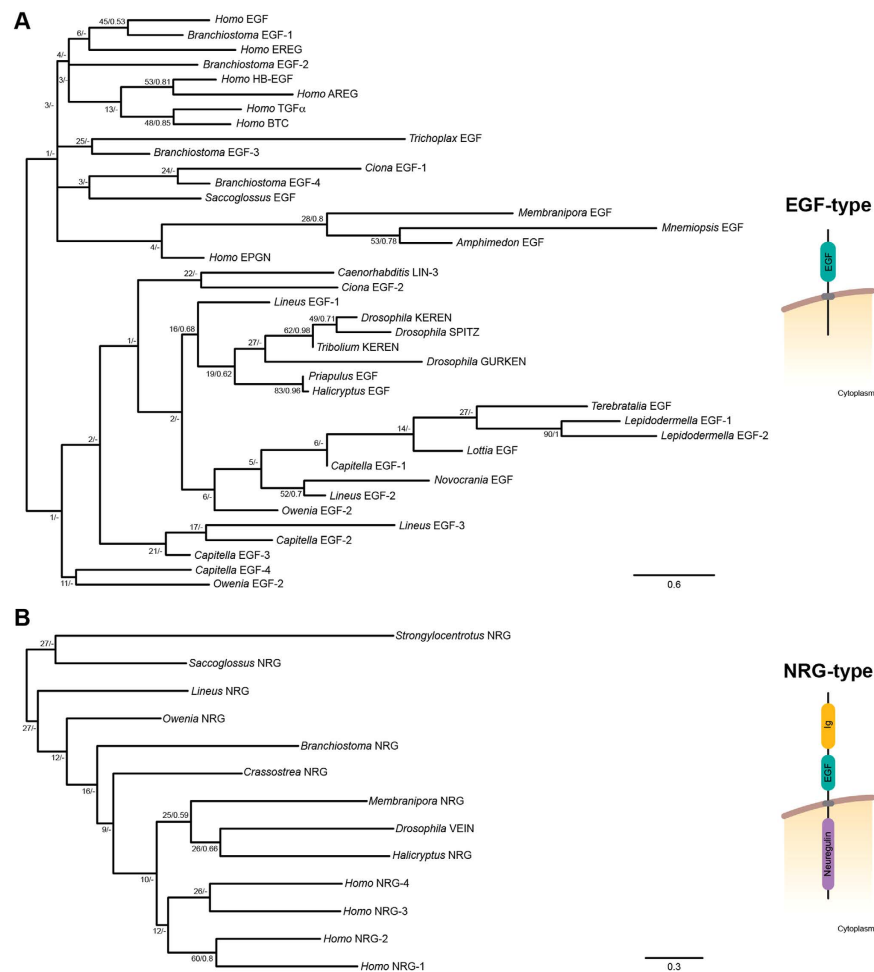 A
45/0.53
Homo EGF
6/-
Branchiostoma EGF-1
4/-
Homo EREG
3/-
Branchiostoma EGF-2
53/0.81
Homo HB-EGF
3/-
Homo AREG
13/-
Homo TGFα
48/0.85
Homo BTC
25/-
Trichoplax EGF
1/-
Branchiostoma EGF-3
24/-
Ciona EGF-1
3/-
Branchiostoma EGF-4
Saccoglossus EGF
28/0.8
Membranipora EGF
Mnemiopsis EGF
53/0.78
Amphimedon EGF
4/-
Homo EPGN
22/-
Caenorhabditis LIN-3
Ciona EGF-2
Lineus EGF-1
16/0.68
49/0.71
Drosophila KEREN
62/0.98
Drosophila SPITZ
1/-
27/-
Tribolium KEREN
Drosophila GURKEN
19/0.62
Priapulus EGF
83/0.96
Halicryptus EGF
2/-
27/-
Terebratalia EGF
14/-
Lepidodermella EGF-1
90/1
Lepidodermella EGF-2
2/-
6/-
Lottia EGF
5/-
Capitella EGF-1
Novocrania EGF
6/-
52/0.7
Lineus EGF-2
Owenia EGF-2
1/-
17/-
Lineus EGF-3
21/-
Capitella EGF-2
Capitella EGF-3
Capitella EGF-4
11/-
Owenia EGF-2
0.6
EGF-type
EGF
Cytoplasm
B
27/-
Strongylocentrotus NRG
Saccoglossus NRG
Lineus NRG
27/-
Owenia NRG
12/-
Branchiostoma NRG
16/-
Crassostrea NRG
9/-
25/0.59
Membranipora NRG
Drosophila VEIN
26/0.66
Halicryptus NRG
10/-
26/-
Homo NRG-4
Homo NRG-3
12/-
Homo NRG-2
60/0.8
Homo NRG-1
0.3
NRG-type
Ig
EGF
Neuregulin
Cytoplasm